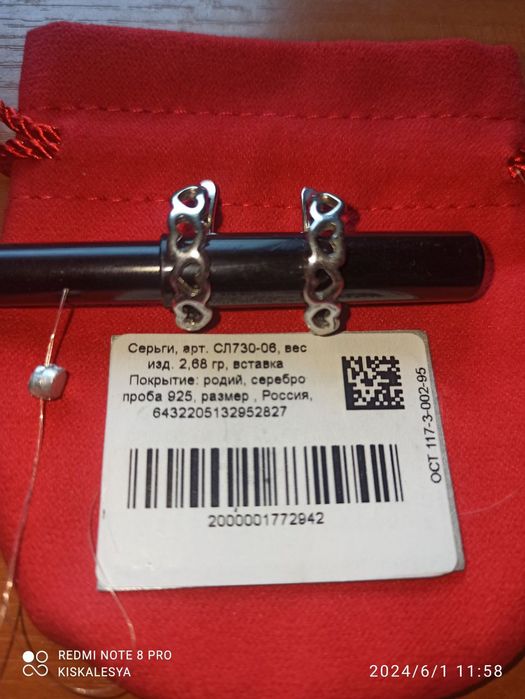 Серьги, арт. СЛ730-06, вес
изд. 2,68 гр, вставка
Покрытие: родий, серебро
проба 925, размер , Россия,
6432205132952827
ОСТ 117-3-002-95
2000001772942
REDMI NOTE 8 PRO
KISKALESYA
2024/6/1 11:58